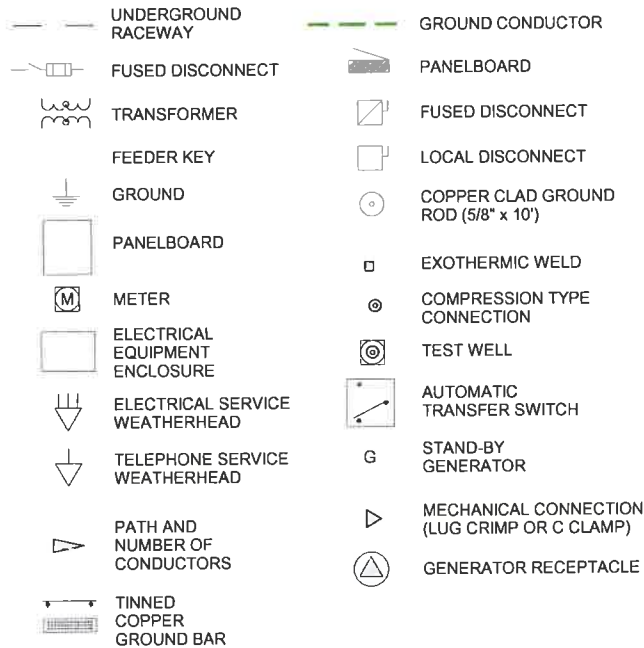 UNDERGROUND
RACEWAY
FUSED DISCONNECT
TRANSFORMER
FEEDER KEY
GROUND
PANELBOARD
M
METER
ELECTRICAL
EQUIPMENT
ENCLOSURE
ELECTRICAL SERVICE
WEATHERHEAD
TELEPHONE SERVICE
WEATHERHEAD
PATH AND
NUMBER OF
CONDUCTORS
TINNED
COPPER
GROUND BAR
GROUND CONDUCTOR
PANELBOARD
FUSED DISCONNECT
LOCAL DISCONNECT
COPPER CLAD GROUND
ROD (5/8" x 10')
EXOTHERMIC WELD
COMPRESSION TYPE
CONNECTION
TEST WELL
AUTOMATIC
TRANSFER SWITCH
G
STAND-BY
GENERATOR
MECHANICAL CONNECTION
(LUG CRIMP OR C CLAMP)
GENERATOR RECEPTACLE